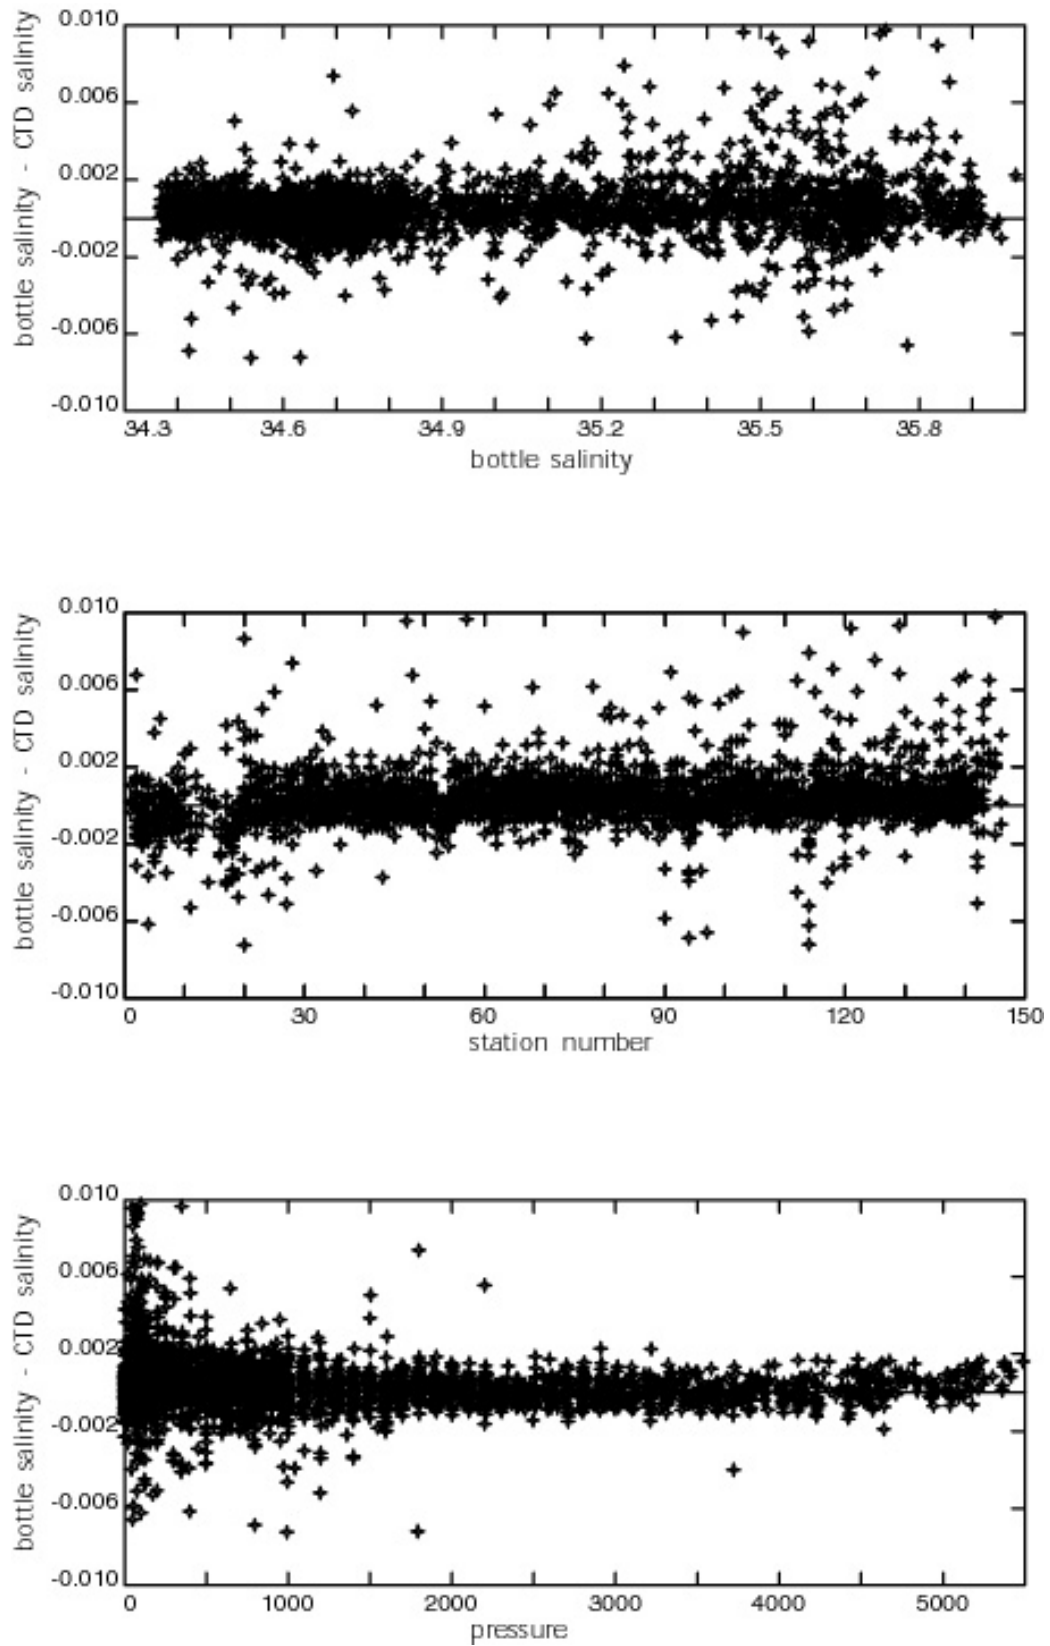 0.010
0.006
0.002
-0.002
-0.006
-0.010
bottle salinity - CTD salinity
34.3 34.6 34.9 35.2 35.5 35.8
bottle salinity
0.010
0.006
0.002
-0.002
-0.006
-0.010
bottle salinity - CTD salinity
0 30 60 90 120 150
station number
0.010
0.006
0.002
-0.002
-0.006
-0.010
bottle salinity - CTD salinity
0 1000 2000 3000 4000 5000
pressure